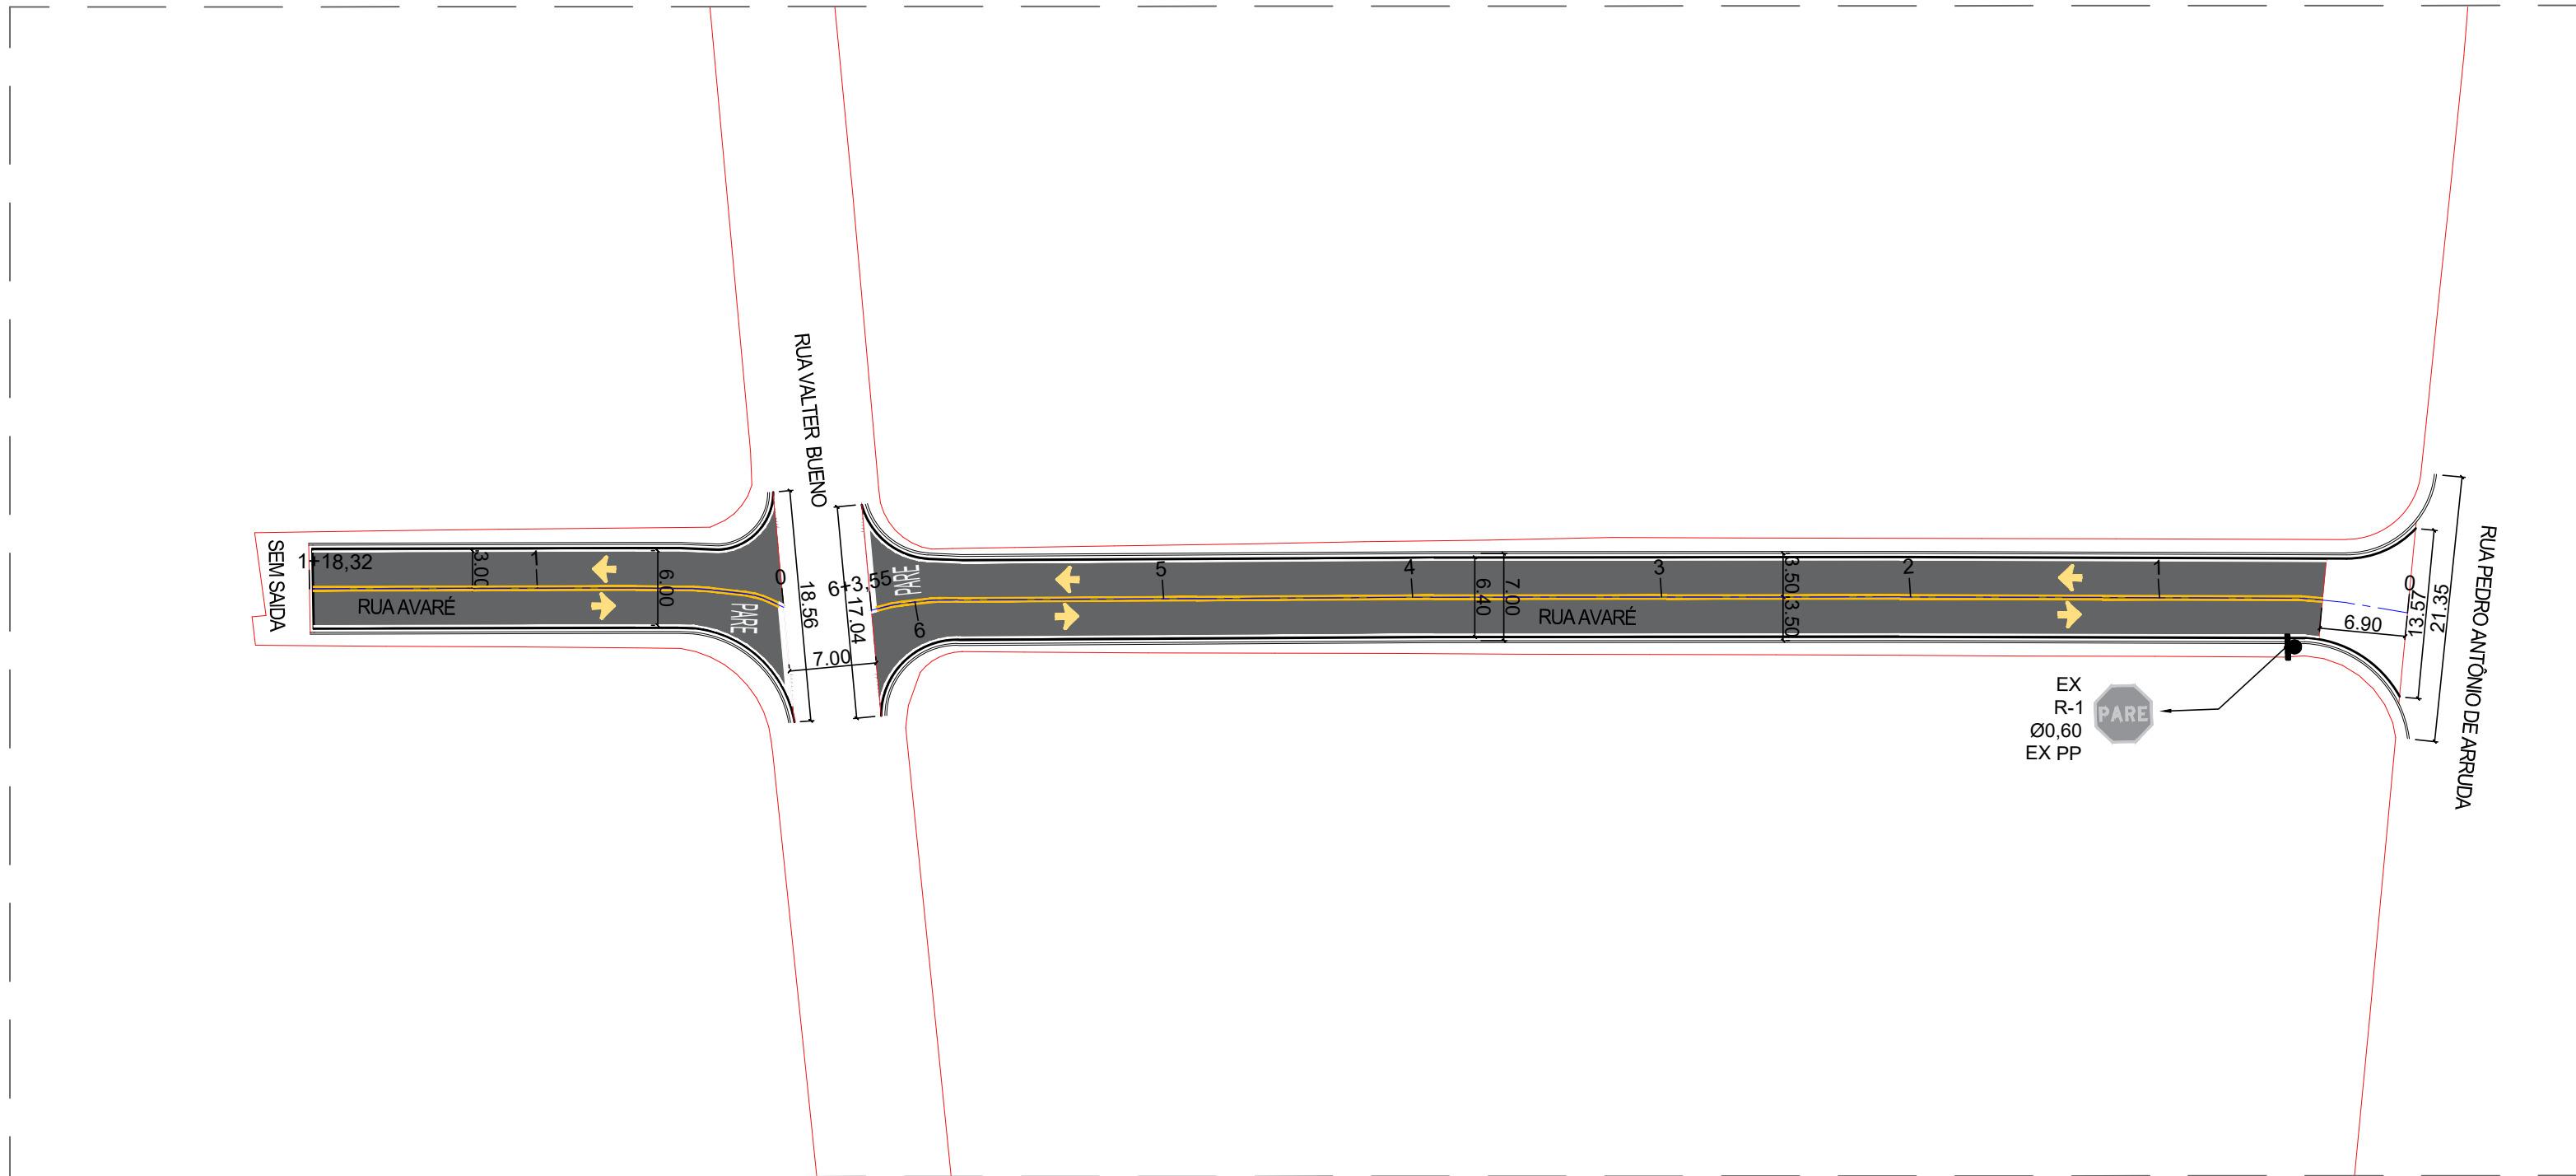 RUA VALTER BUENO
SEM SAIDA
1+18,32
3.00
1
6.00
0
RUA AVARÉ
PARE
18.56
6+3,55
17.04
7.00
PARE
6
5
4
6.40
7.00
3
RUA AVARÉ
3.50
3.50
2
1
0
6.90
13.57
21.35
RUA PEDRO ANTÔNIO DE ARRUDA
EX
R-1
Ø0,60
EX PP
PARE